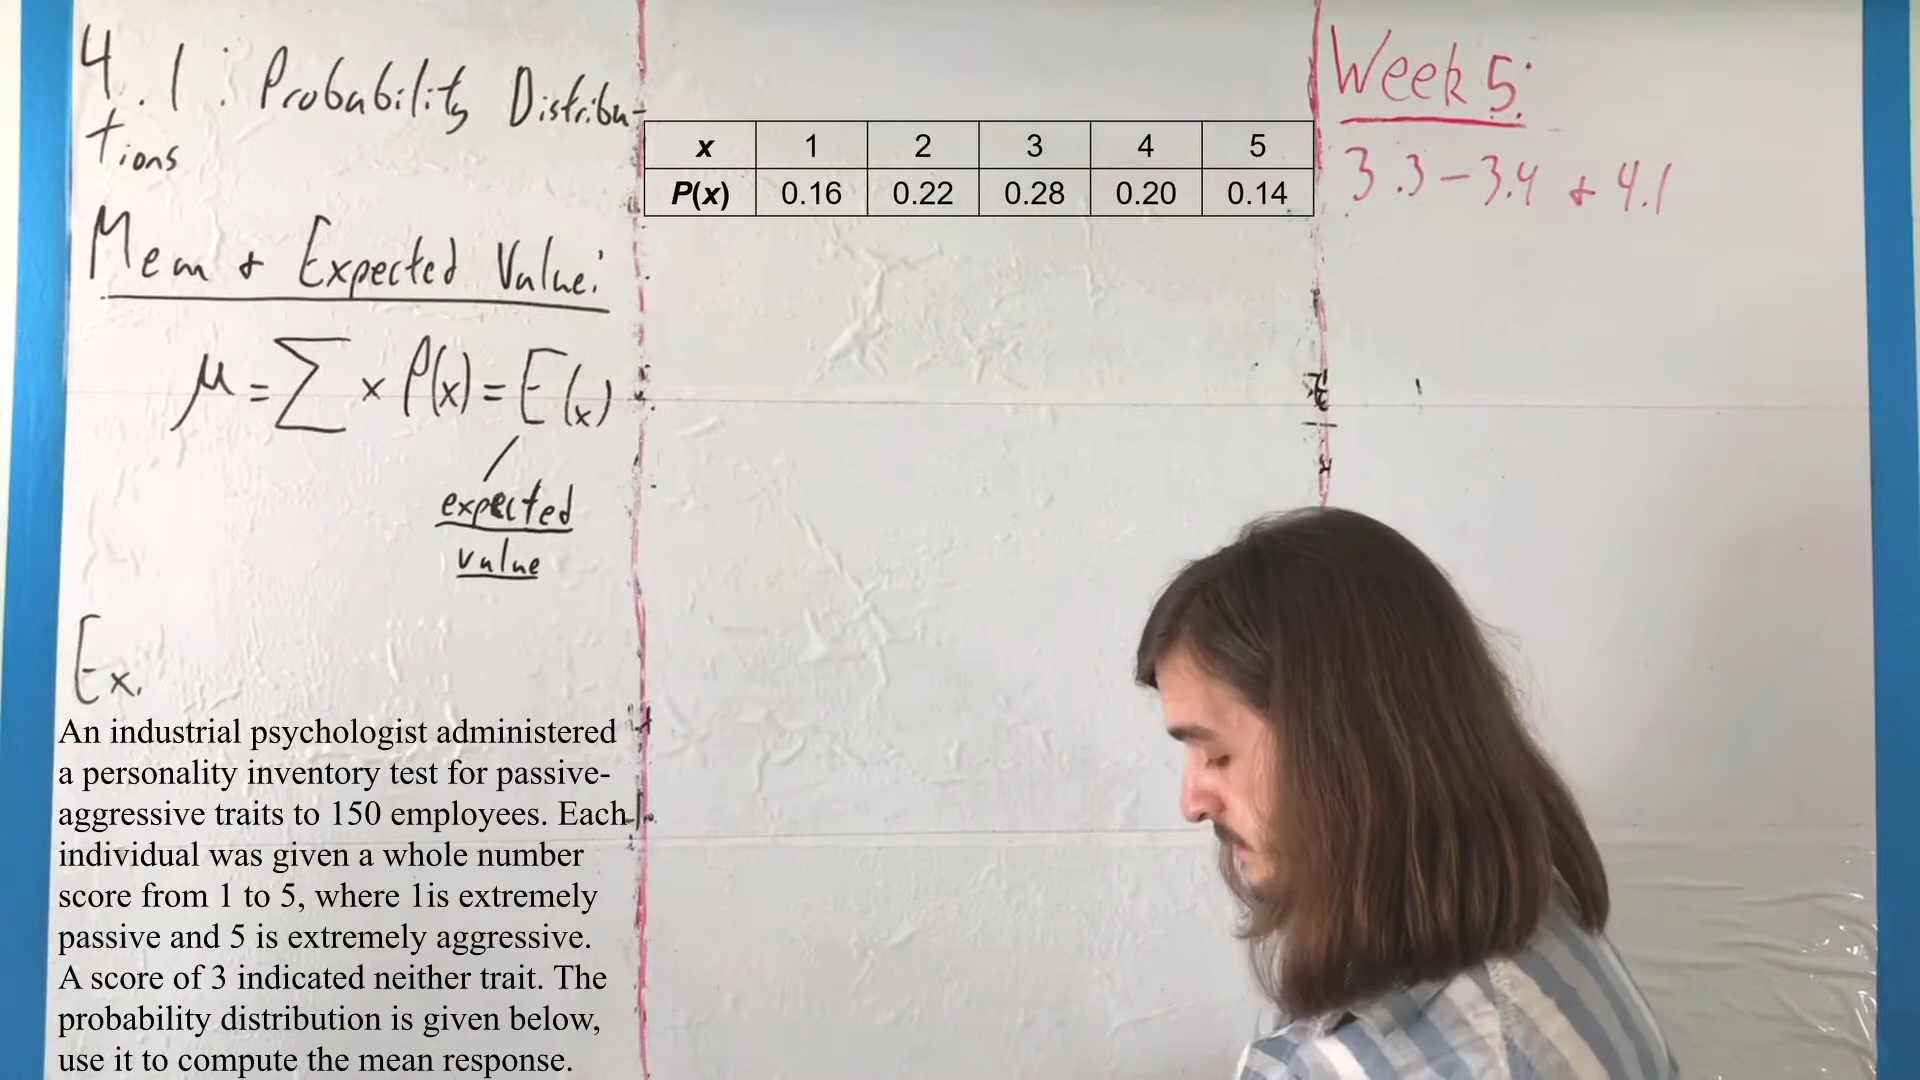 4.1: Probability Distribu-
tions
Mean + Expected Value:
μ = ∑ x P(x) = E(x)
expected
value
Ex.
An industrial psychologist administered
a personality inventory test for passive-
aggressive traits to 150 employees. Each
individual was given a whole number
score from 1 to 5, where 1is extremely
passive and 5 is extremely aggressive.
A score of 3 indicated neither trait. The
probability distribution is given below,
use it to compute the mean response.
x 1 2 3 4 5
P(x) 0.16 0.22 0.28 0.20 0.14
Week 5:
3.3-3.4 + 4.1